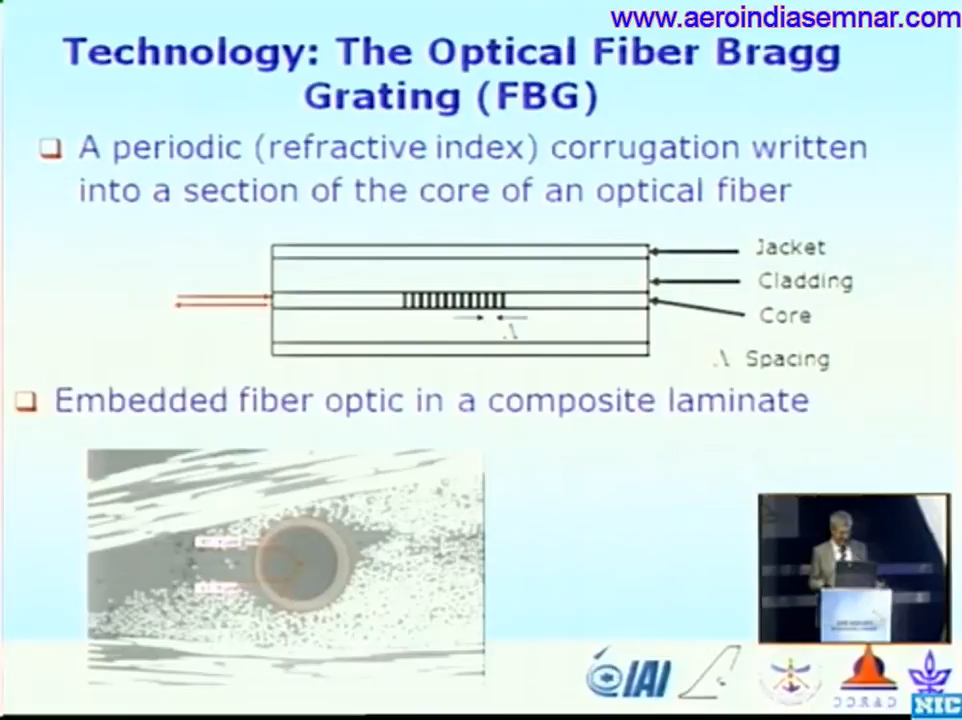 www.aeroindiasemnar.com
Technology: The Optical Fiber Bragg
Grating (FBG)
❑ A periodic (refractive index) corrugation written
into a section of the core of an optical fiber
Jacket
Cladding
Core
Λ
Λ Spacing
❑ Embedded fiber optic in a composite laminate
IAI
NIC